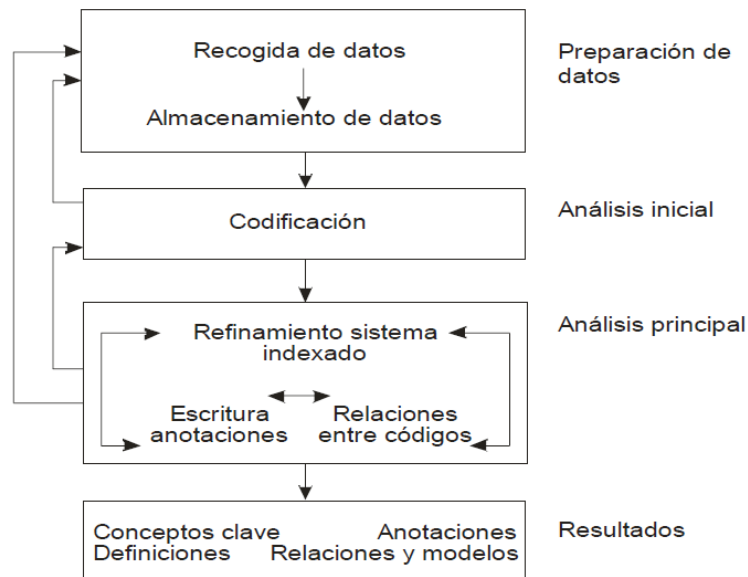 Recogida de datos
Preparación de
datos
Almacenamiento de datos
Codificación
Análisis inicial
Refinamiento sistema
indexado
Análisis principal
Escritura
anotaciones
Relaciones
entre códigos
Conceptos clave
Anotaciones
Definiciones
Relaciones y modelos
Resultados